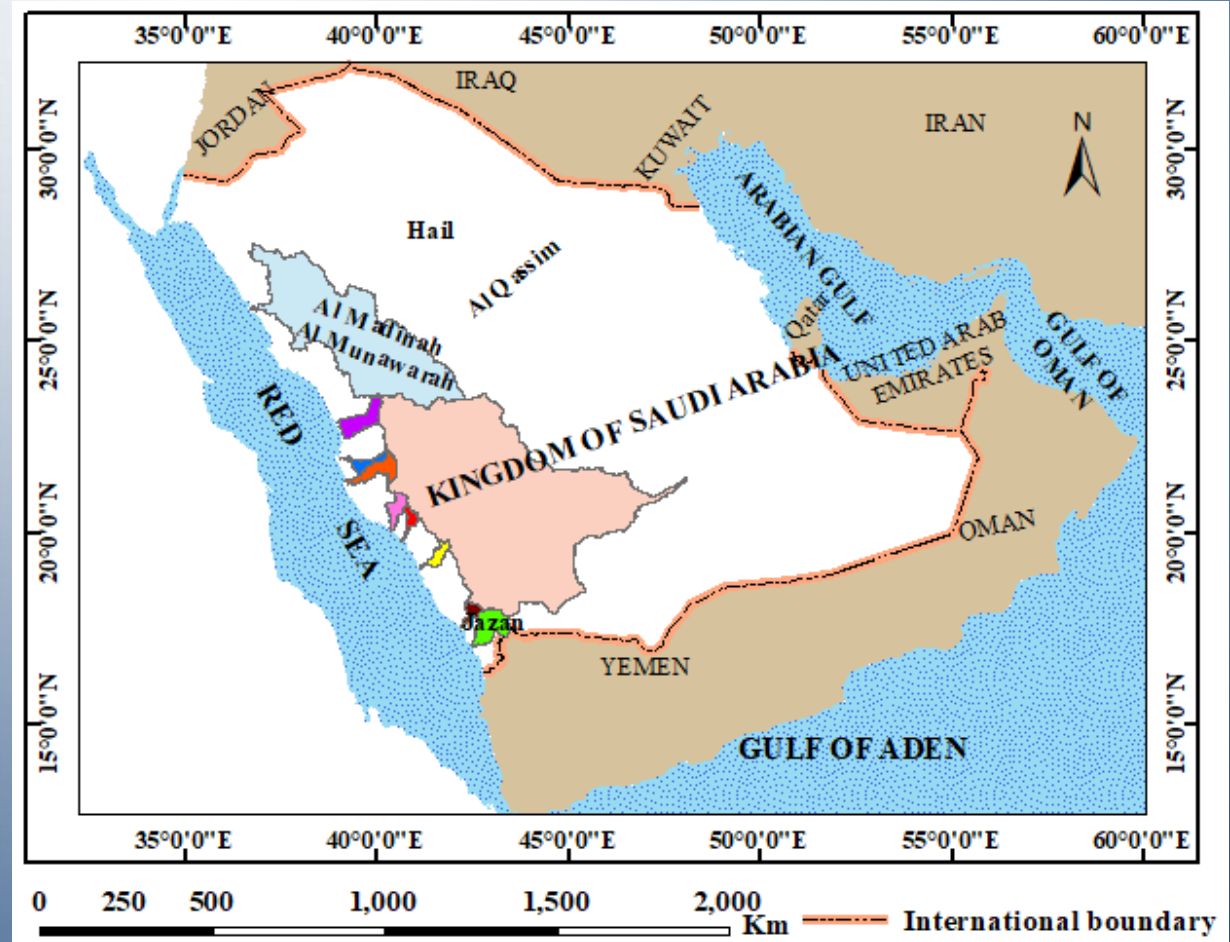 35°0'0"E 40°0'0"E 45°0'0"E 50°0'0"E 55°0'0"E 60°0'0"E
30°0'0"N
25°0'0"N
20°0'0"N
15°0'0"N
30°0'0"N
25°0'0"N
20°0'0"N
15°0'0"N
IRAQ
JORDAN
KUWAIT
IRAN
N
Hail
Al Qassim
ARABIAN GULF
Al Madinah
Al Munawarah
Qatar
UNITED ARAB
EMIRATES
GULF OF
OMAN
RED
SEA
KINGDOM OF SAUDI ARABIA
OMAN
Jazan
YEMEN
GULF OF ADEN
35°0'0"E 40°0'0"E 45°0'0"E 50°0'0"E 55°0'0"E 60°0'0"E
0 250 500 1,000 1,500 2,000
Km International boundary